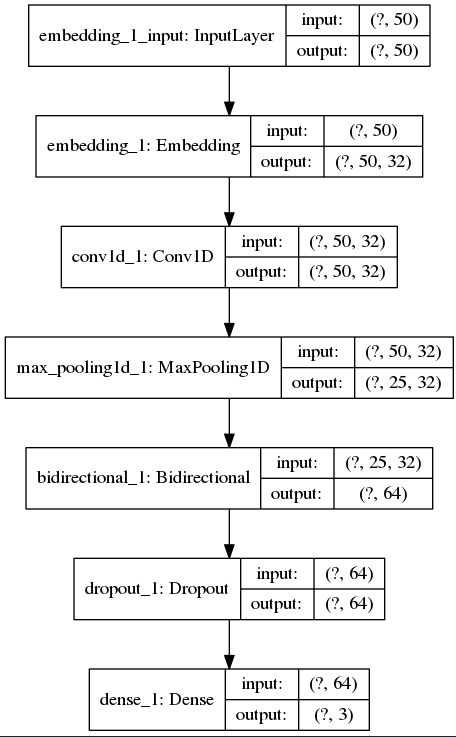 embedding_1_input: InputLayer
input: (?, 50)
output: (?, 50)
embedding_1: Embedding
input: (?, 50)
output: (?, 50, 32)
conv1d_1: Conv1D
input: (?, 50, 32)
output: (?, 50, 32)
max_pooling1d_1: MaxPooling1D
input: (?, 50, 32)
output: (?, 25, 32)
bidirectional_1: Bidirectional
input: (?, 25, 32)
output: (?, 64)
dropout_1: Dropout
input: (?, 64)
output: (?, 64)
dense_1: Dense
input: (?, 64)
output: (?, 3)